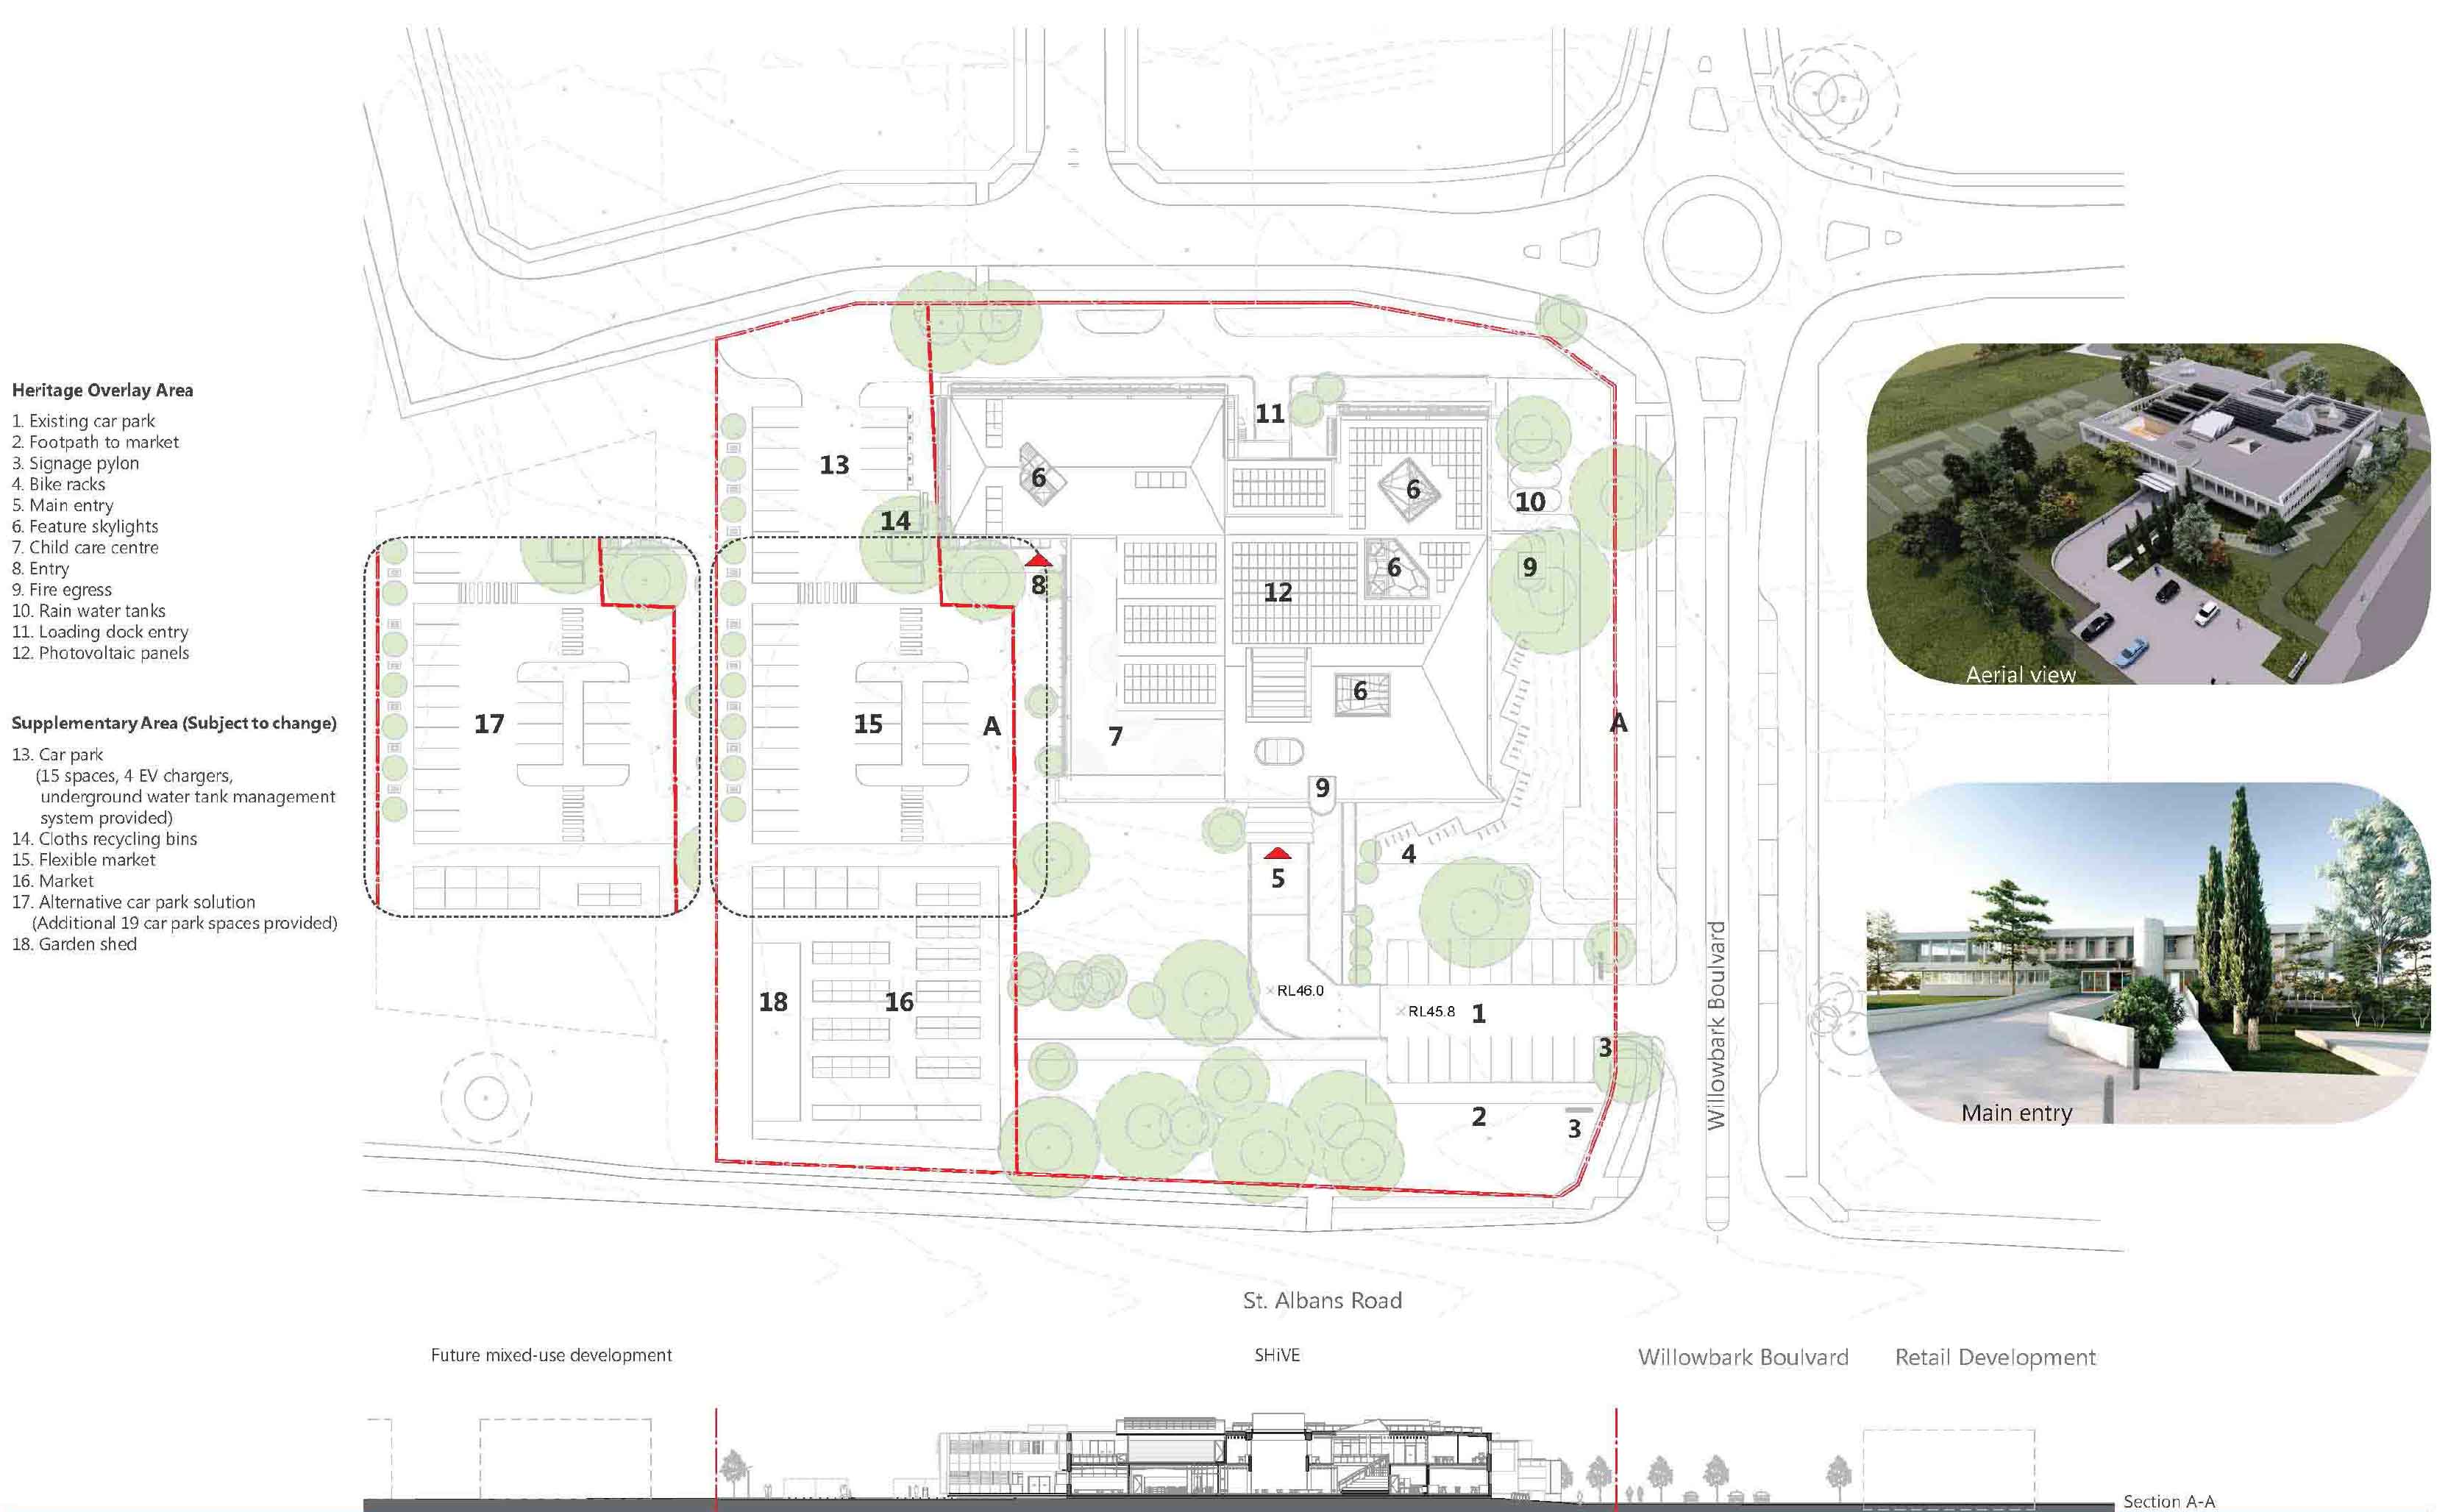 Heritage Overlay Area
1. Existing car park
2. Footpath to market
3. Signage pylon
4. Bike racks
5. Main entry
6. Feature skylights
7. Child care centre
8. Entry
9. Fire egress
10. Rain water tanks
11. Loading dock entry
12. Photovoltaic panels
Supplementary Area (Subject to change)
13. Car park
(15 spaces, 4 EV chargers,
underground water tank management
system provided)
14. Cloths recycling bins
15. Flexible market
16. Market
17. Alternative car park solution
(Additional 19 car park spaces provided)
18. Garden shed
11
13
6
6
10
14
9
8
6
12
6
17
15
A
7
A
9
4
5
18
16
RL46.0
RL45.8
1
3
2
3
Willowbark Boulvard
Aerial view
Main entry
St. Albans Road
Future mixed-use development
SHiVE
Willowbark Boulvard
Retail Development
Section A-A